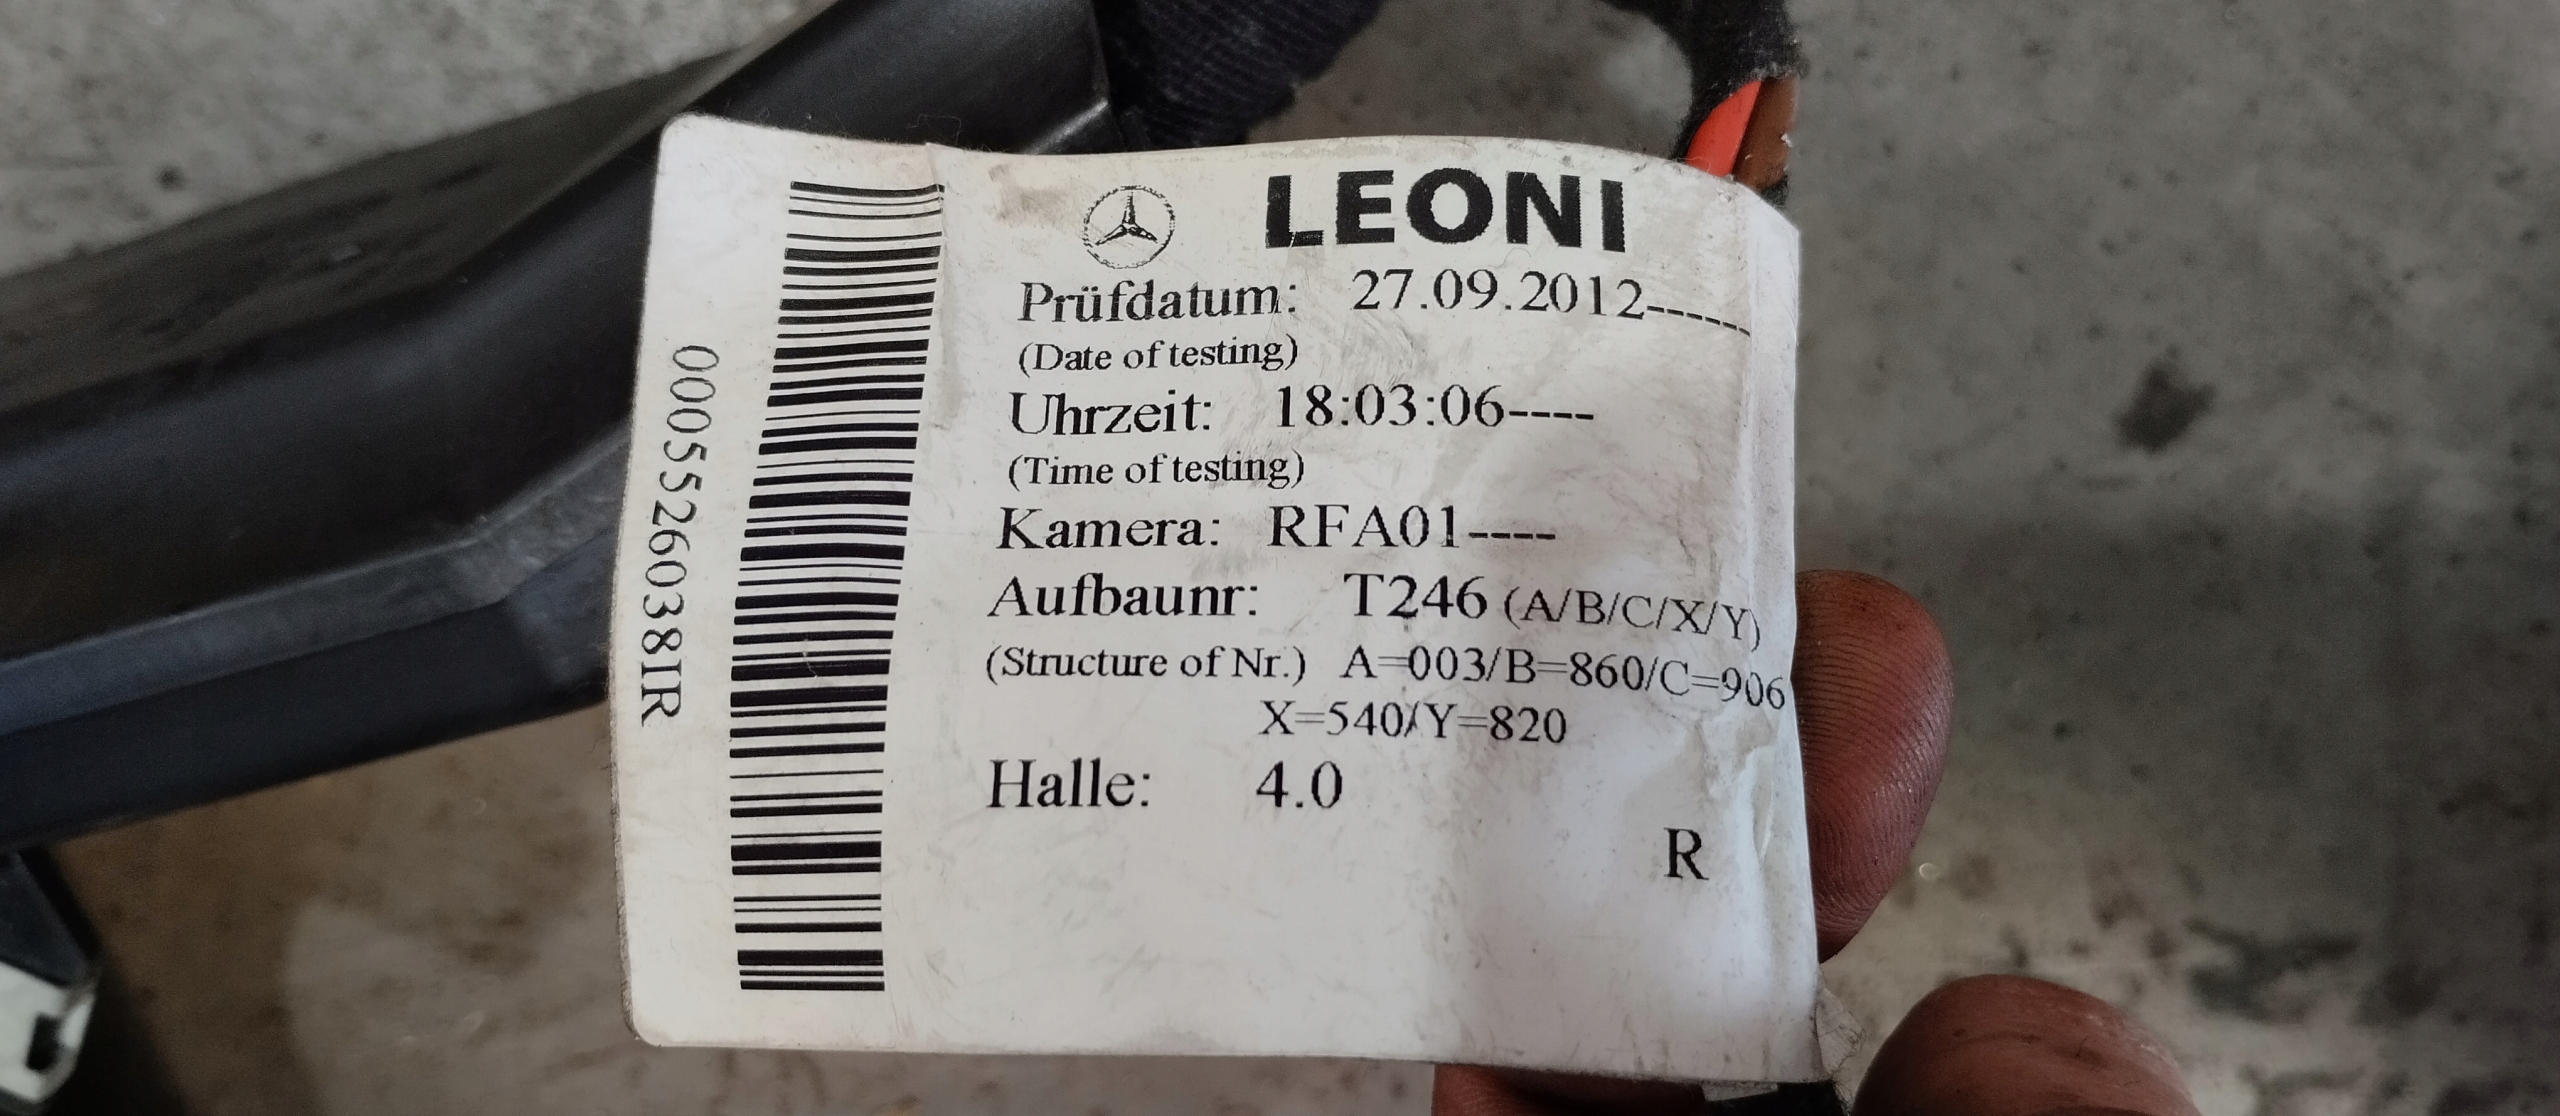 0005526038IR
LEONI
Prüfdatum: 27.09.2012------
(Date of testing)
Uhrzeit: 18:03:06----
(Time of testing)
Kamera: RFA01----
Aufbaunr: T246 (A/B/C/X/Y)
(Structure of Nr.) A=003/B=860/C=906
X=540/Y=820
Halle: 4.0
R